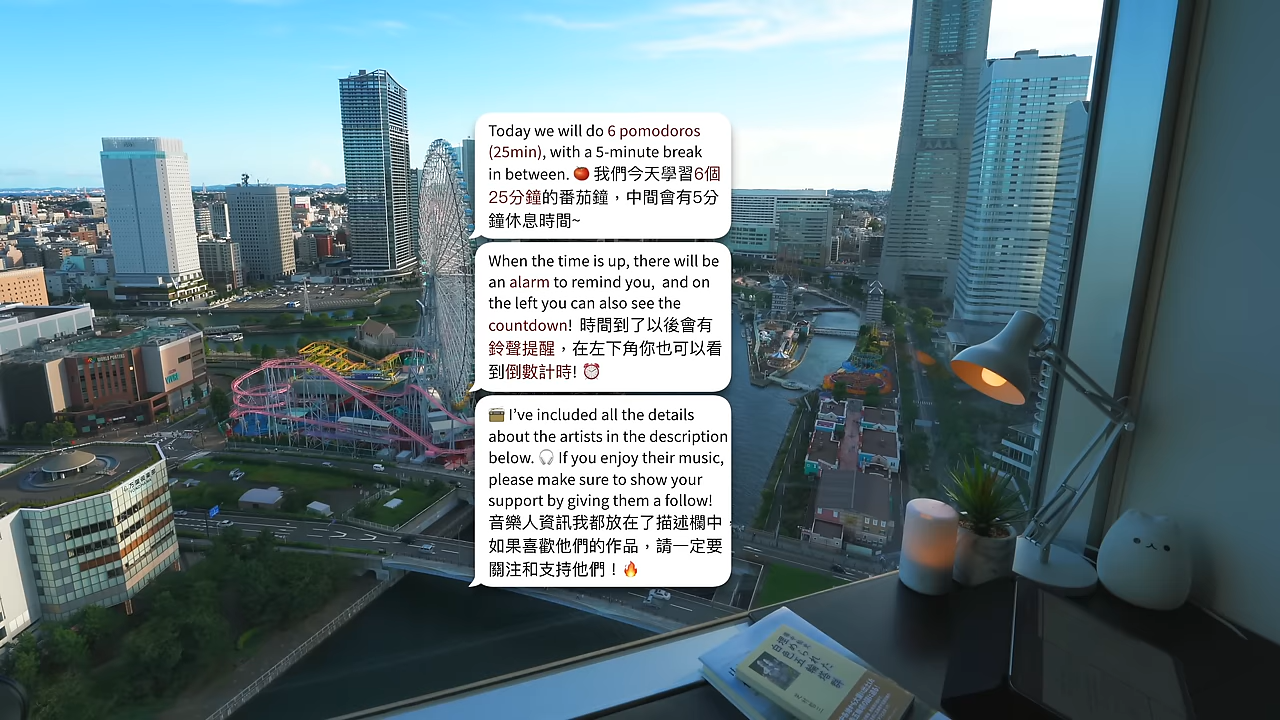 Today we will do 6 pomodoros
(25min), with a 5-minute break
in between. 🍅 我們今天學習6個
25分鐘的番茄鐘，中間會有5分
鐘休息時間~
When the time is up, there will be
an alarm to remind you, and on
the left you can also see the
countdown! 時間到了以後會有
鈴聲提醒，在左下角你也可以看
到倒數計時! ⏰
🗃️ I’ve included all the details
about the artists in the description
below. 🎧 If you enjoy their music,
please make sure to show your
support by giving them a follow!
音樂人資訊我都放在了描述欄中
如果喜歡他們的作品，請一定要
關注和支持他們！🔥